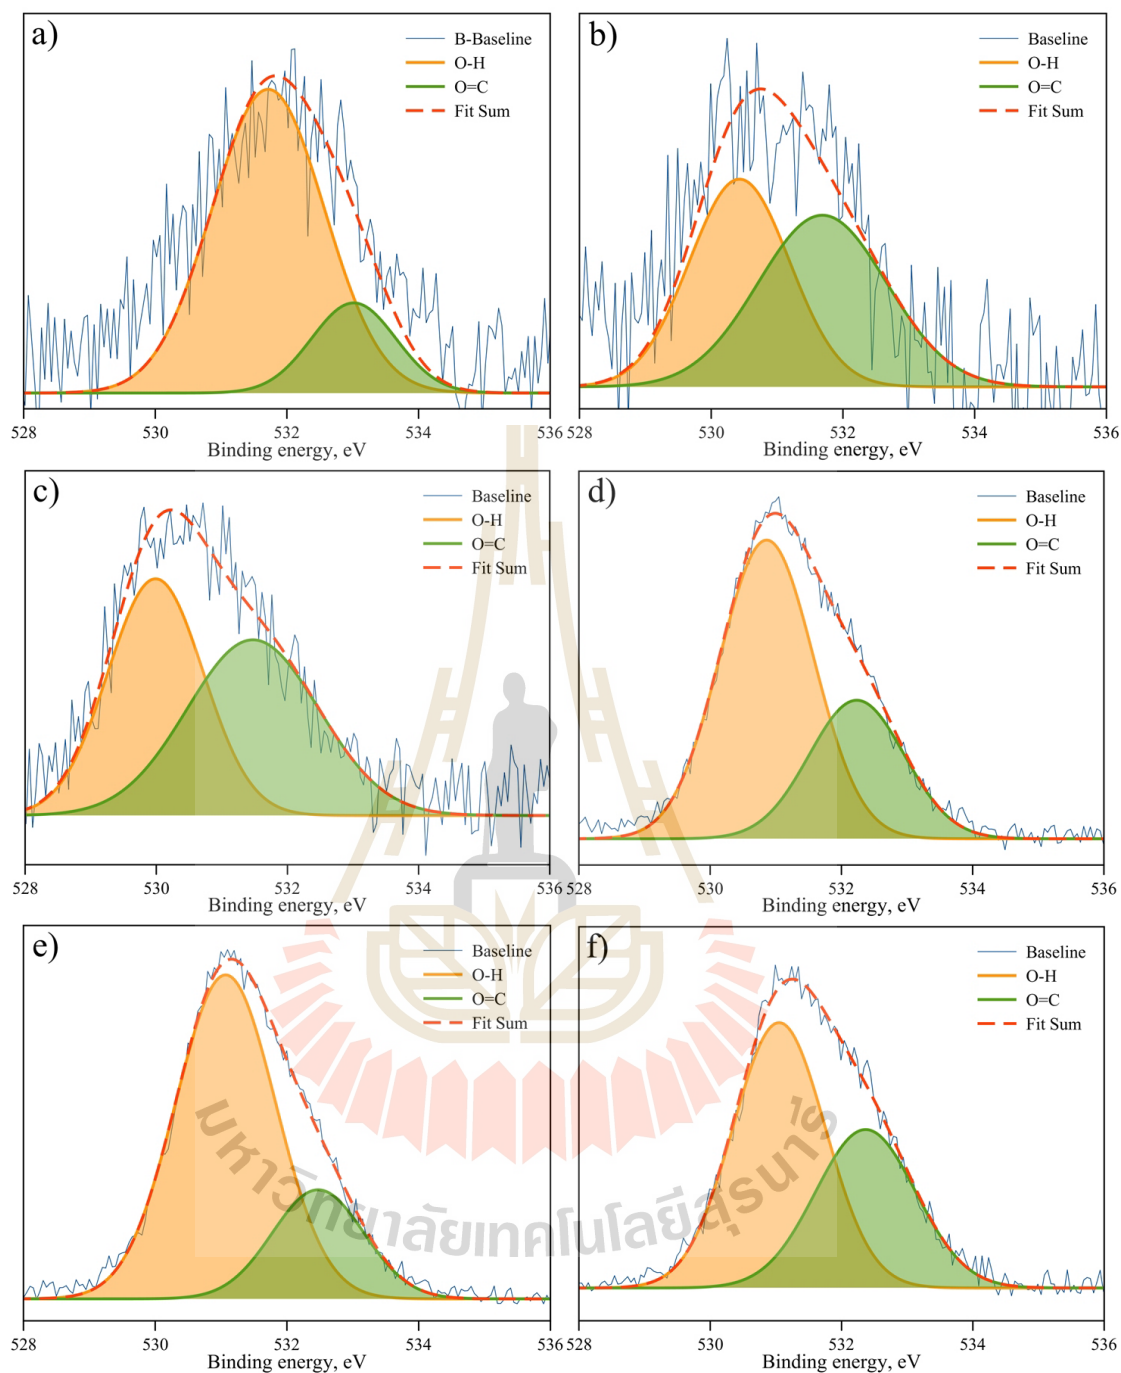 a)
B-Baseline
O-H
O=C
Fit Sum
528 530 532 534 536
Binding energy, eV
b)
Baseline
O-H
O=C
Fit Sum
528 530 532 534 536
Binding energy, eV
c)
Baseline
O-H
O=C
Fit Sum
528 530 532 534 536
Binding energy, eV
d)
Baseline
O-H
O=C
Fit Sum
528 530 532 534 536
Binding energy, eV
e)
Baseline
O-H
O=C
Fit Sum
528 530 532 534 536
Binding energy, eV
f)
Baseline
O-H
O=C
Fit Sum
528 530 532 534 536
Binding energy, eV
มหาวิทยาลัยเทคโนโลยีสุรนารี